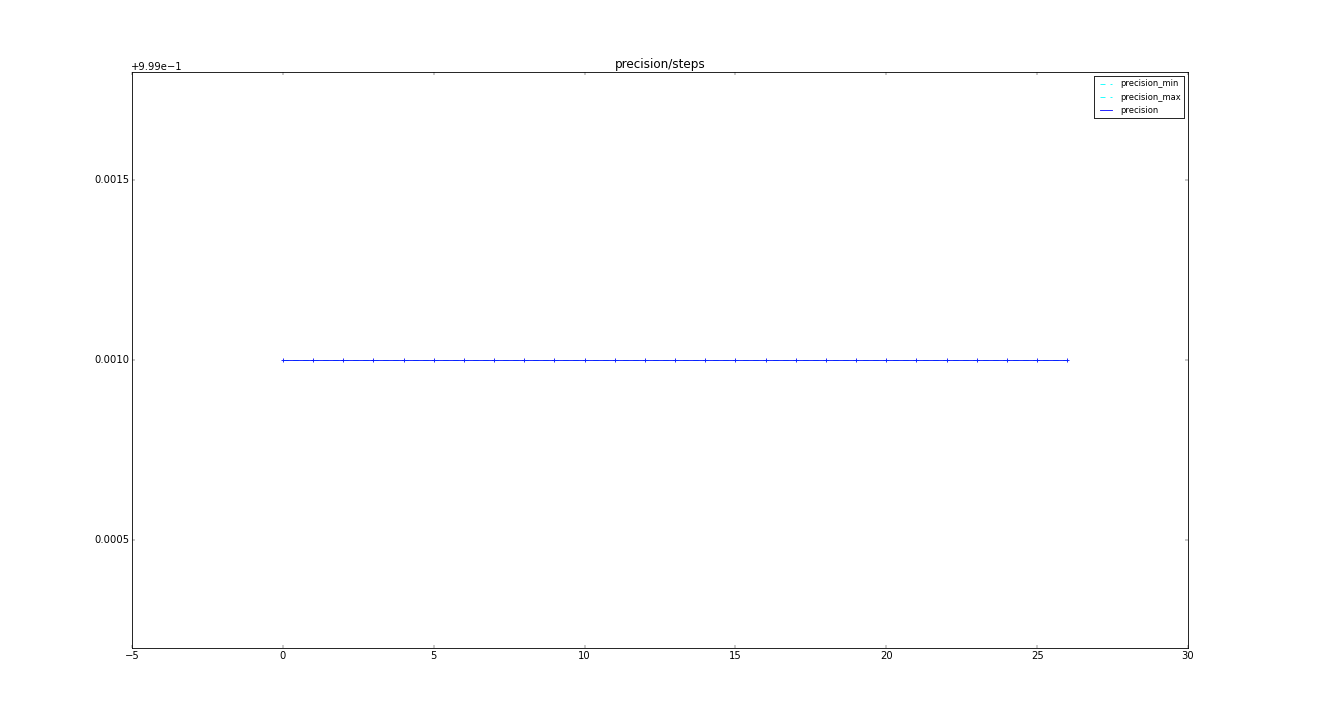 precision/steps
+9.99e−1
precision_min
precision_max
precision
0.0015
0.0010
0.0005
−5 0 5 10 15 20 25 30